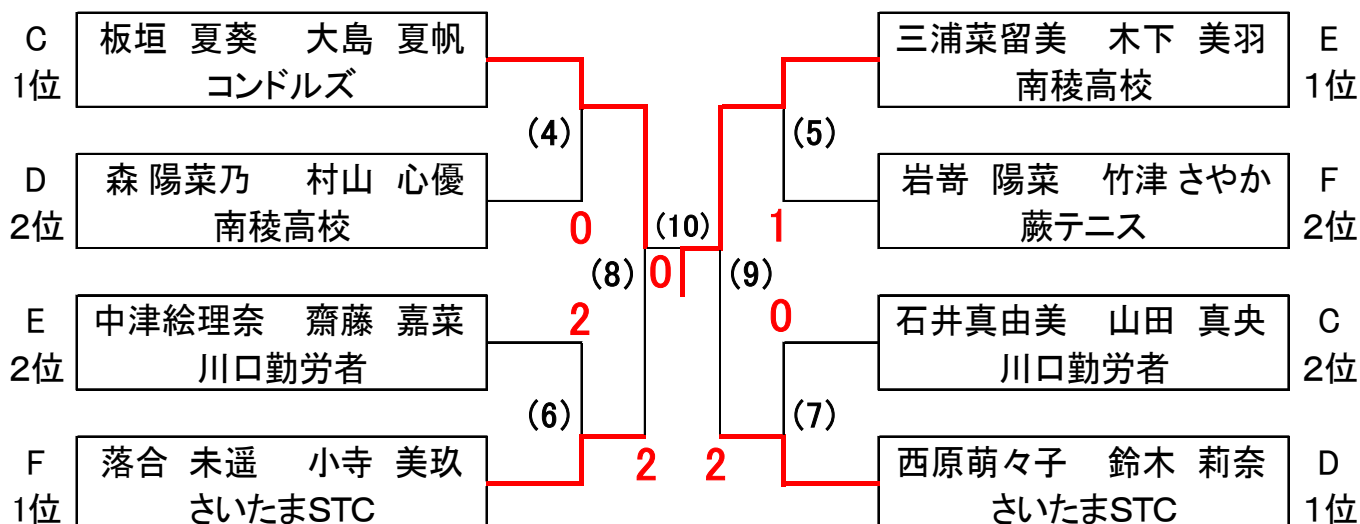 C
1位
板垣 夏葵 大島 夏帆
コンドルズ
三浦菜留美 木下 美羽
南稜高校
E
1位
(4)
(5)
D
2位
森 陽菜乃 村山 心優
南稜高校
岩嵜 陽菜 竹津 さやか
蕨テニス
F
2位
0
(10)
1
(8)
0
(9)
2
0
E
2位
中津絵理奈 齋藤 嘉菜
川口勤労者
石井真由美 山田 真央
川口勤労者
C
2位
(6)
(7)
F
1位
落合 未遥 小寺 美玖
さいたまSTC
2
2
西原萌々子 鈴木 莉奈
さいたまSTC
D
1位